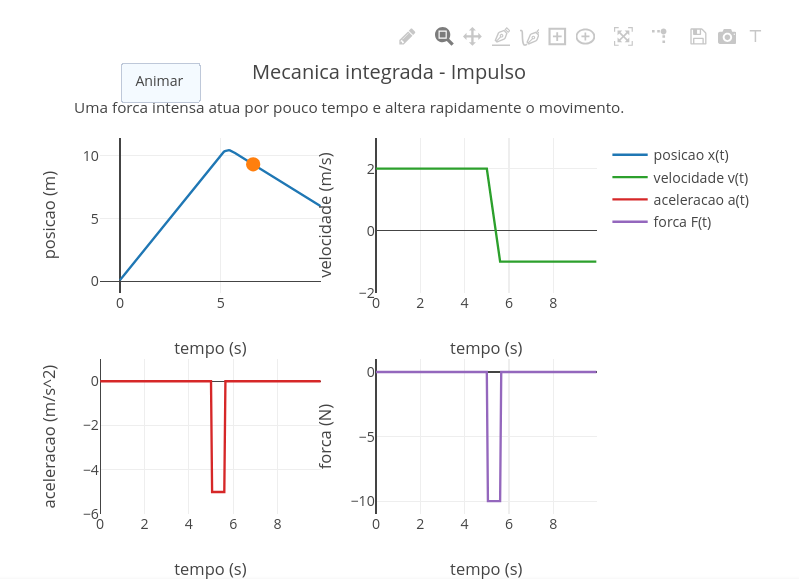 T
Animar
Mecanica integrada - Impulso
Uma força intensa atua por pouco tempo e altera rapidamente o movimento.
posicao (m)
10
5
0
0 5
tempo (s)
velocidade (m/s)
2
0
−2
0 2 4 6 8
tempo (s)
posicao x(t)
velocidade v(t)
aceleracao a(t)
forca F(t)
aceleracao (m/s^2)
0
−2
−4
−6
0 2 4 6 8
tempo (s)
forca (N)
0
−5
−10
0 2 4 6 8
tempo (s)